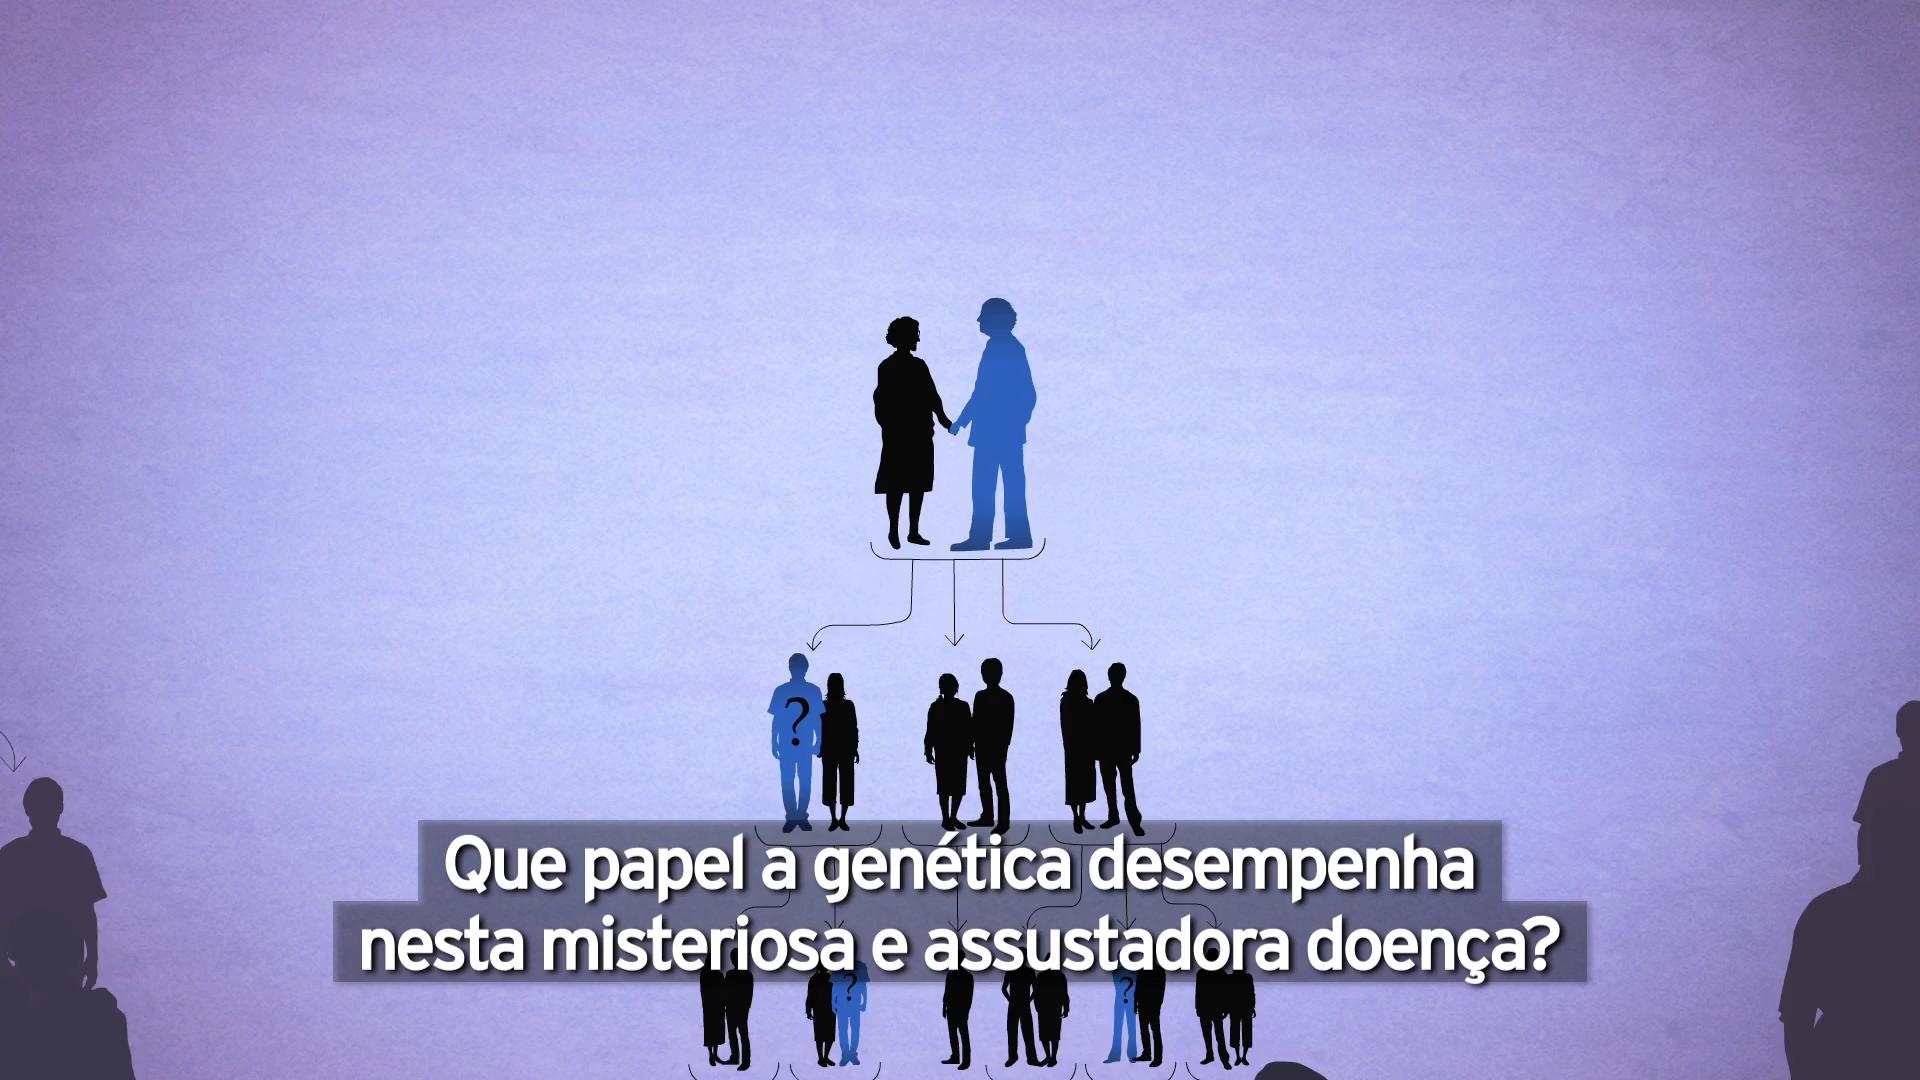 ?
Que papel a genética desempenha
nesta misteriosa e assustadora doença?
? ?